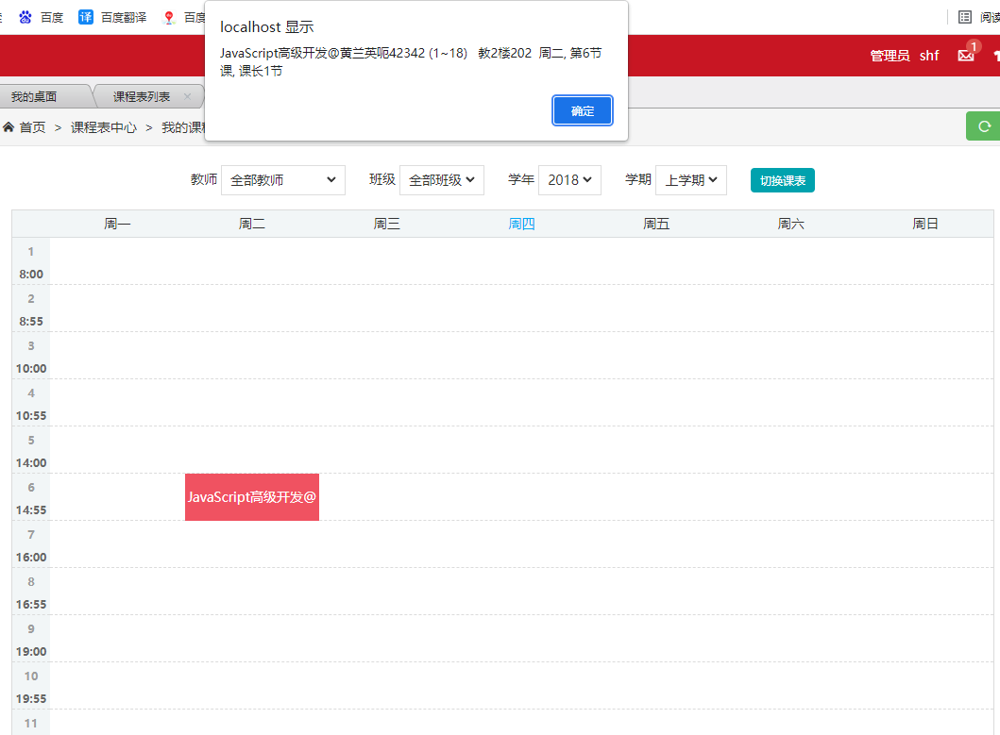 百度 译 百度翻译 百度
阅读
localhost 显示
JavaScript高级开发@黄兰英呃42342 (1~18) 教2楼202 周二, 第6节
课, 课长1节
确定
管理员 shf 1
我的桌面 课程表列表 ×
首页 > 课程表中心 > 我的课程
教师 全部教师 班级 全部班级 学年 2018 学期 上学期 切换课表
周一 周二 周三 周四 周五 周六 周日
1
8:00
2
8:55
3
10:00
4
10:55
5
14:00
6
14:55
JavaScript高级开发@
7
16:00
8
16:55
9
19:00
10
19:55
11